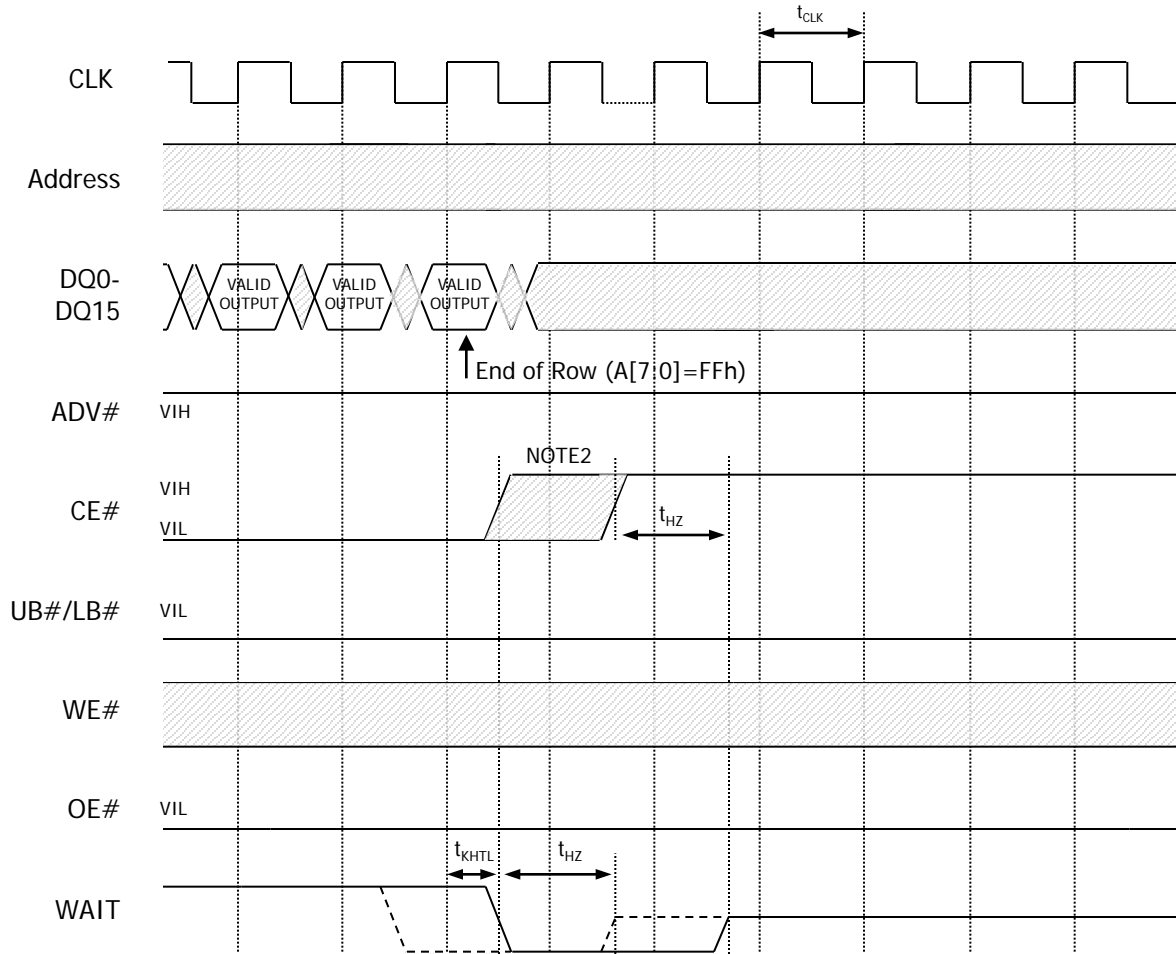 tCLK
CLK
Address
DQ0-
DQ15
VALID
OUTPUT
VALID
OUTPUT
VALID
OUTPUT
End of Row (A[7:0]=FFh)
ADV#
VIH
NOTE2
CE#
VIH
VIL
tHZ
UB#/LB#
VIL
WE#
OE#
VIL
tKHTL
tHZ
WAIT